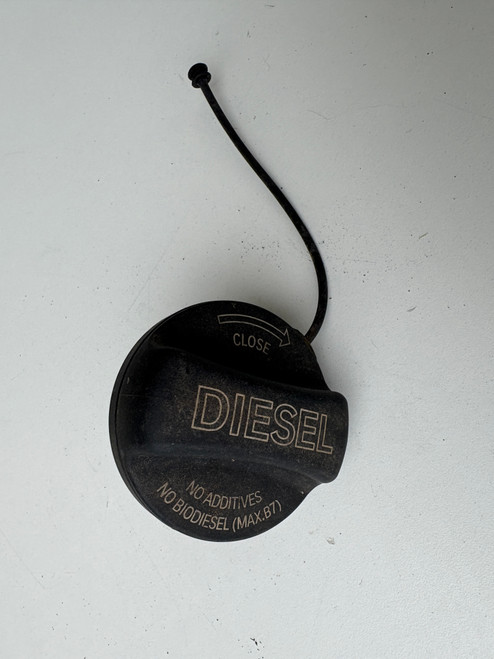 CLOSE
DIESEL
NO ADDITIVES
NO BIODIESEL (MAX.B7)